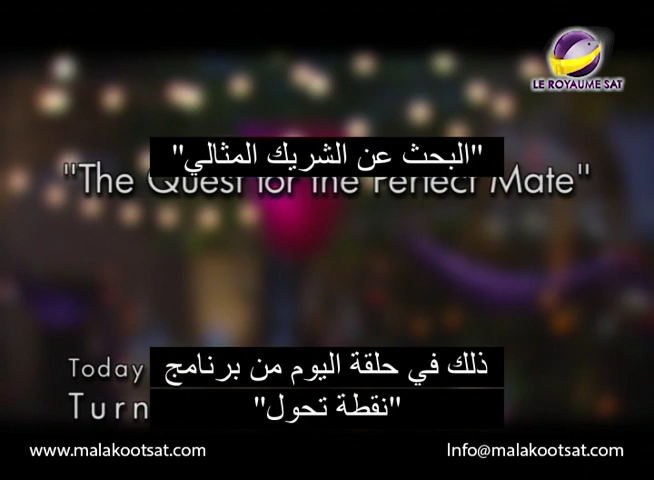 LE ROYAUME SAT
"البحث عن الشريك المثالي"
"The Quest for the Perfect Mate"
ذلك في حلقة اليوم من برنامج
Today
"نقطة تحول"
Turn
www.malakootsat.com
Info@malakootsat.com